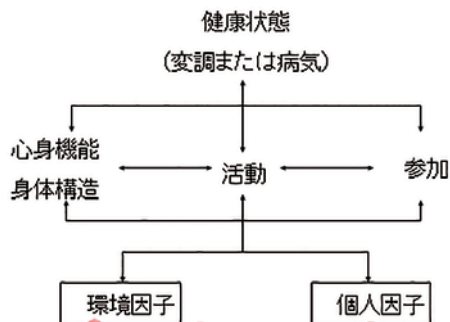 健康状態
(変調または病気)
心身機能
身体構造
活動
参加
環境因子
個人因子